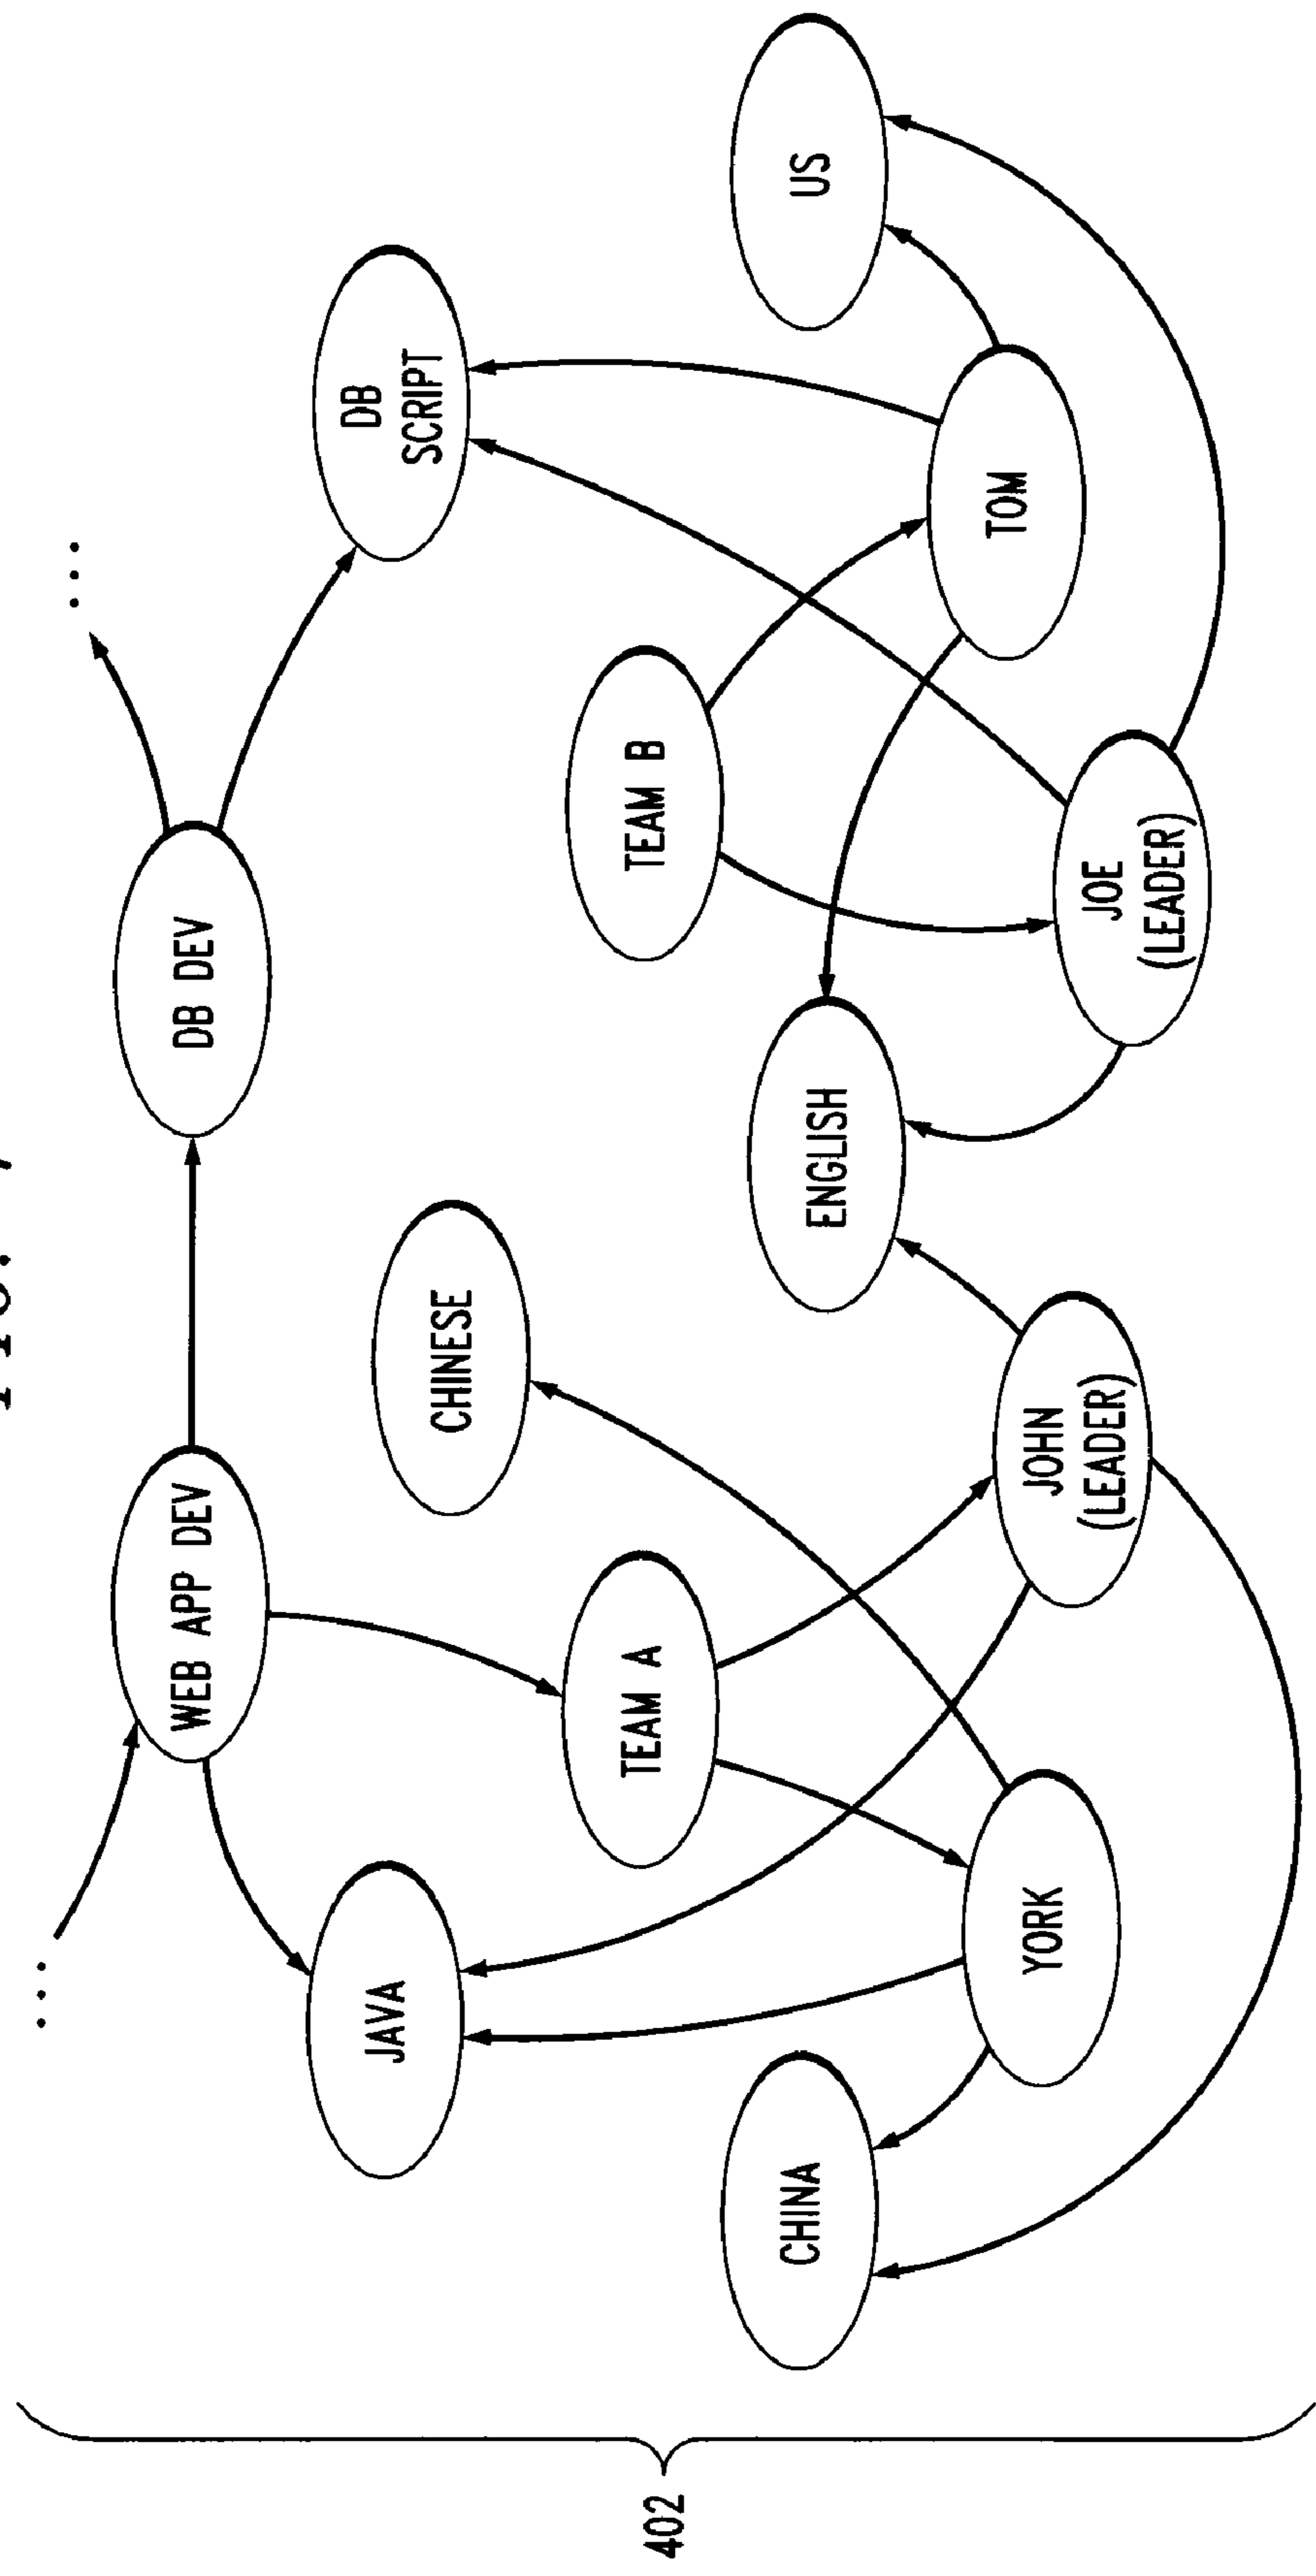 ...
...
WEB APP DEV
DB DEV
JAVA
DB
SCRIPT
CHINESE
TEAM A
TEAM B
402
CHINA
ENGLISH
US
YORK
JOHN
(LEADER)
TOM
JOE
(LEADER)